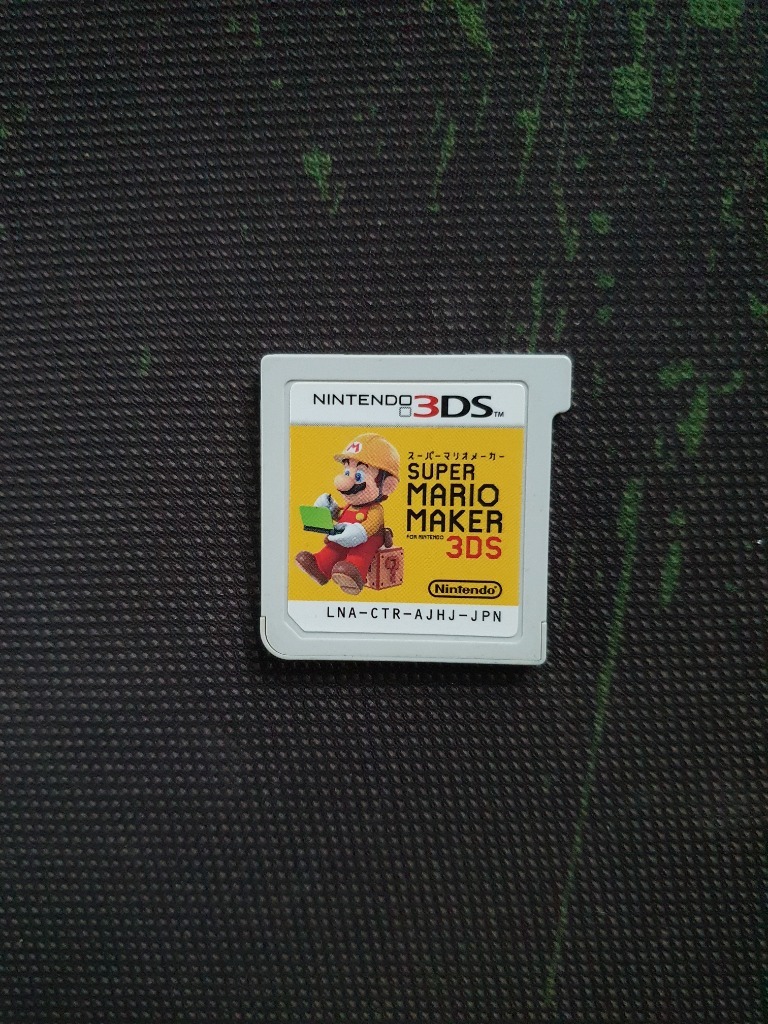 NINTENDO 3DS™
スーパーマリオメーカー
SUPER
MARIO
MAKER
FOR NINTENDO
3DS
Nintendo®
LNA-CTR-AJHJ-JPN